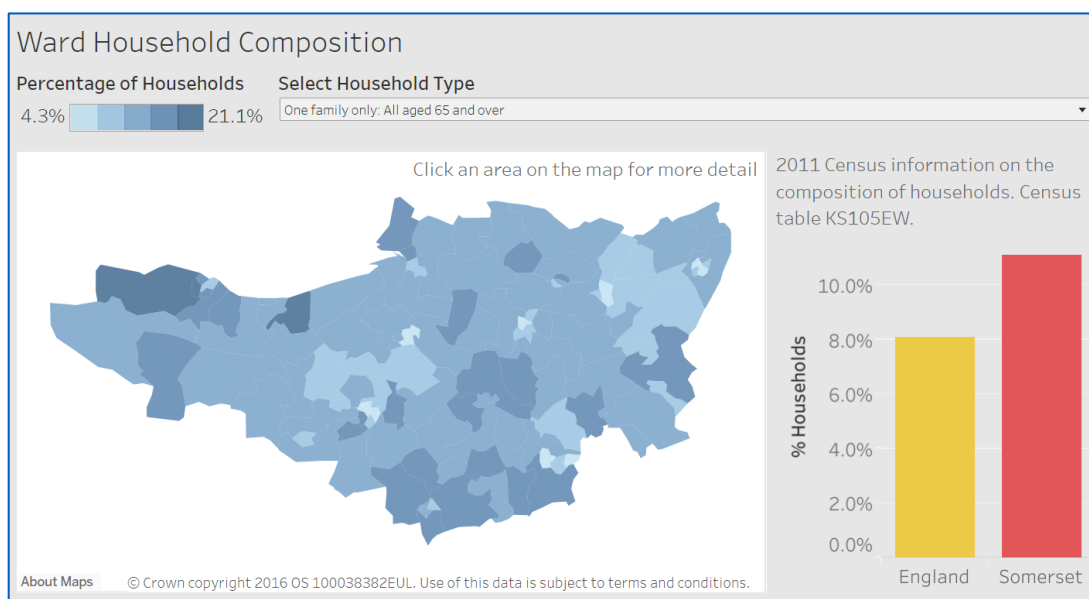 Ward Household Composition
Percentage of Households
4.3%
21.1%
Select Household Type
One family only: All aged 65 and over
Click an area on the map for more detail
About Maps
© Crown copyright 2016 OS 100038382EUL. Use of this data is subject to terms and conditions.
2011 Census information on the
composition of households. Census
table KS105EW.
% Households
10.0%
8.0%
6.0%
4.0%
2.0%
0.0%
England
Somerset